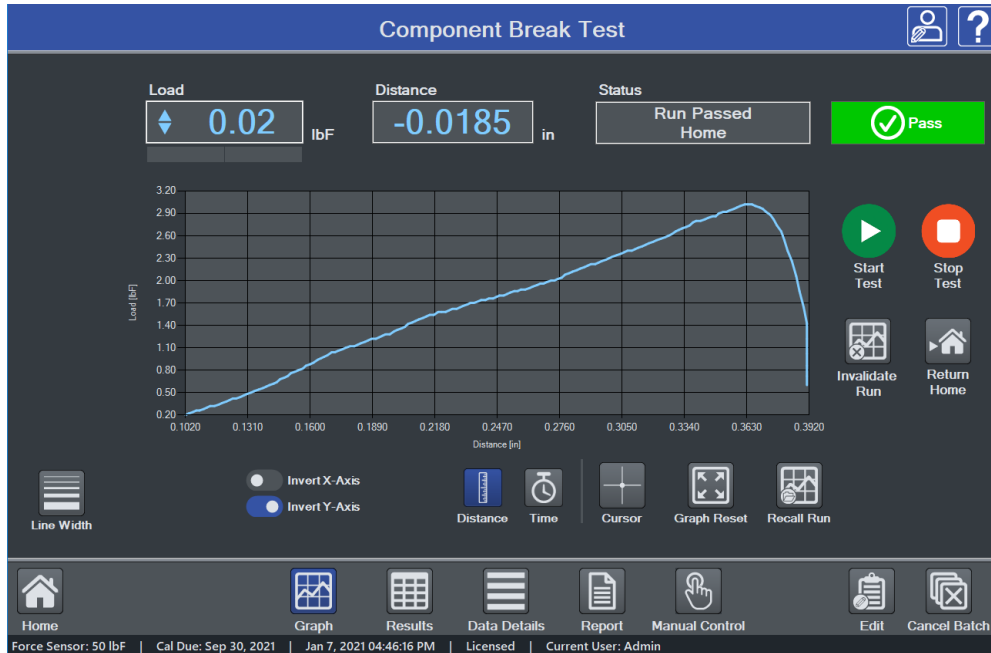 Component Break Test
?
Load
0.02 lbF
Distance
-0.0185 in
Status
Run Passed
Home
Pass
3.20
2.90
2.60
2.30
2.00
1.70
1.40
1.10
0.80
0.50
0.20
Load [lbF]
0.1020 0.1310 0.1600 0.1890 0.2180 0.2470 0.2760 0.3050 0.3340 0.3630 0.3920
Distance [in]
Start
Test
Stop
Test
Invalidate
Run
Return
Home
Line Width
Invert X-Axis
Invert Y-Axis
Distance
Time
Cursor
Graph Reset
Recall Run
Home
Graph
Results
Data Details
Report
Manual Control
Edit
Cancel Batch
Force Sensor: 50 lbF | Cal Due: Sep 30, 2021 | Jan 7, 2021 04:46:16 PM | Licensed | Current User: Admin